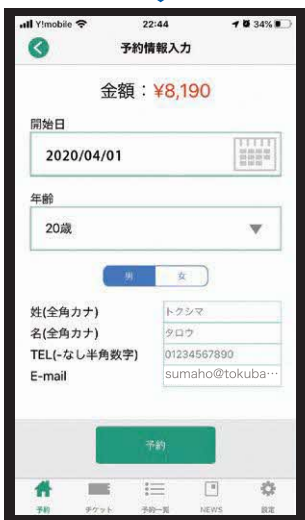 Y!mobile 22:44 34%
予約情報入力
金額：¥8,190
開始日
2020/04/01
年齢
20歳
男 女
姓(全角カナ) トクシマ
名(全角カナ) タロウ
TEL(-なし半角数字) 01234567890
E-mail sumaho@tokuba…
予約
予約 チケット 予約一覧 NEWS 設定